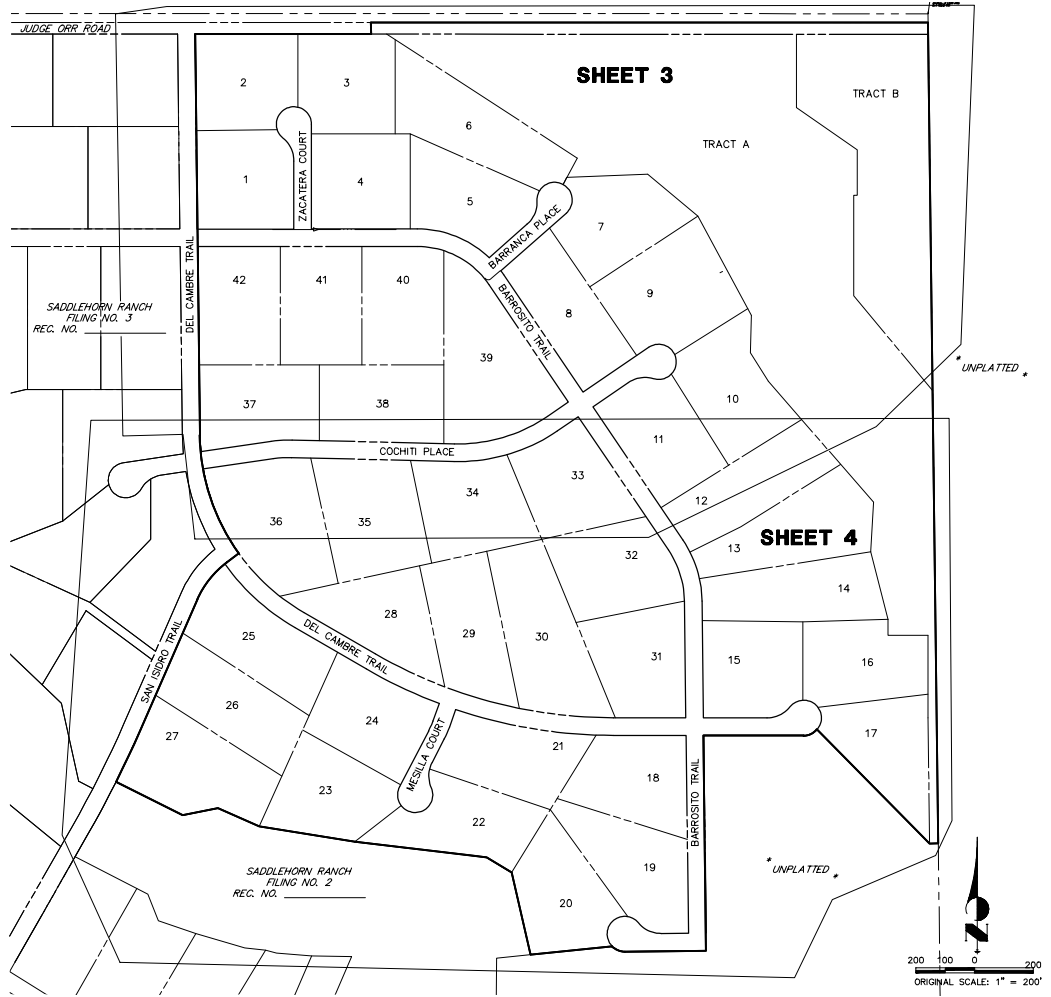 JUDGE ORR ROAD
SHEET 3
2
3
TRACT B
6
ZACATERA COURT
TRACT A
1
4
5
BARRANCA PLACE
7
DEL CAMBRE TRAIL
42
41
40
BARROSITO TRAIL
9
SADDLEHORN RANCH
FILING NO. 3
REC. NO.
8
39
* UNPLATTED *
37
38
10
11
COCHITI PLACE
33
34
12
36
35
SHEET 4
13
32
14
28
29
30
25
DEL CAMBRE TRAIL
SAN ISIDRO TRAIL
31
15
16
26
24
27
MESILLA COURT
21
17
18
23
22
BARROSITO TRAIL
SADDLEHORN RANCH
FILING NO. 2
REC. NO.
19
* UNPLATTED *
20
N
200 100 0 200
ORIGINAL SCALE: 1" = 200'